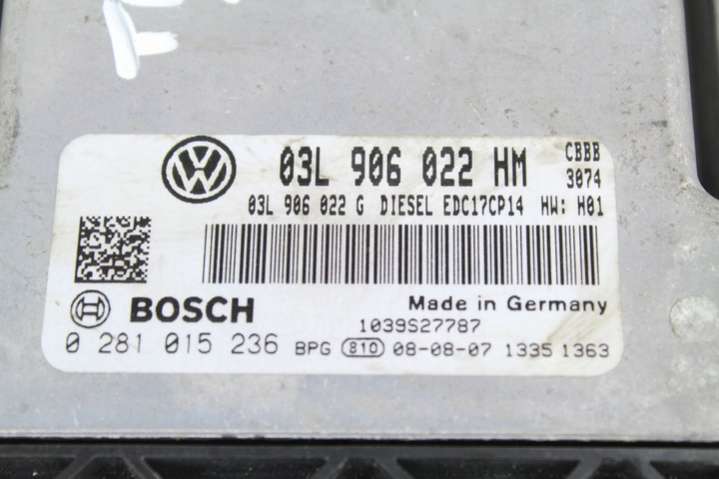 VW
03L 906 022 HM CBBB
3074
03L 906 022 G DIESEL EDC17CP14 HW: H01
BOSCH Made in Germany
1039S27787
0 281 015 236 BPG 810 08-08-07 1335 1363